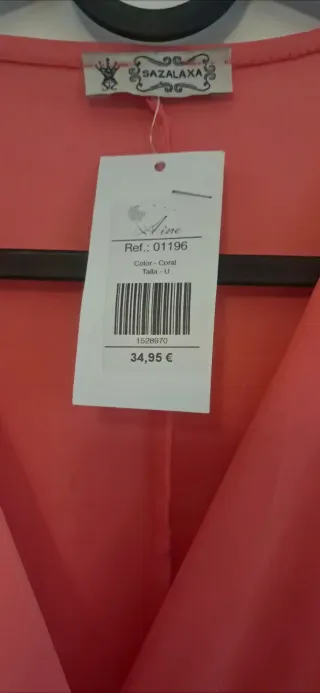 SAZALAXA
Aine
Ref.: 01196
Color - Coral
Talla - U
1528970
34,95 €